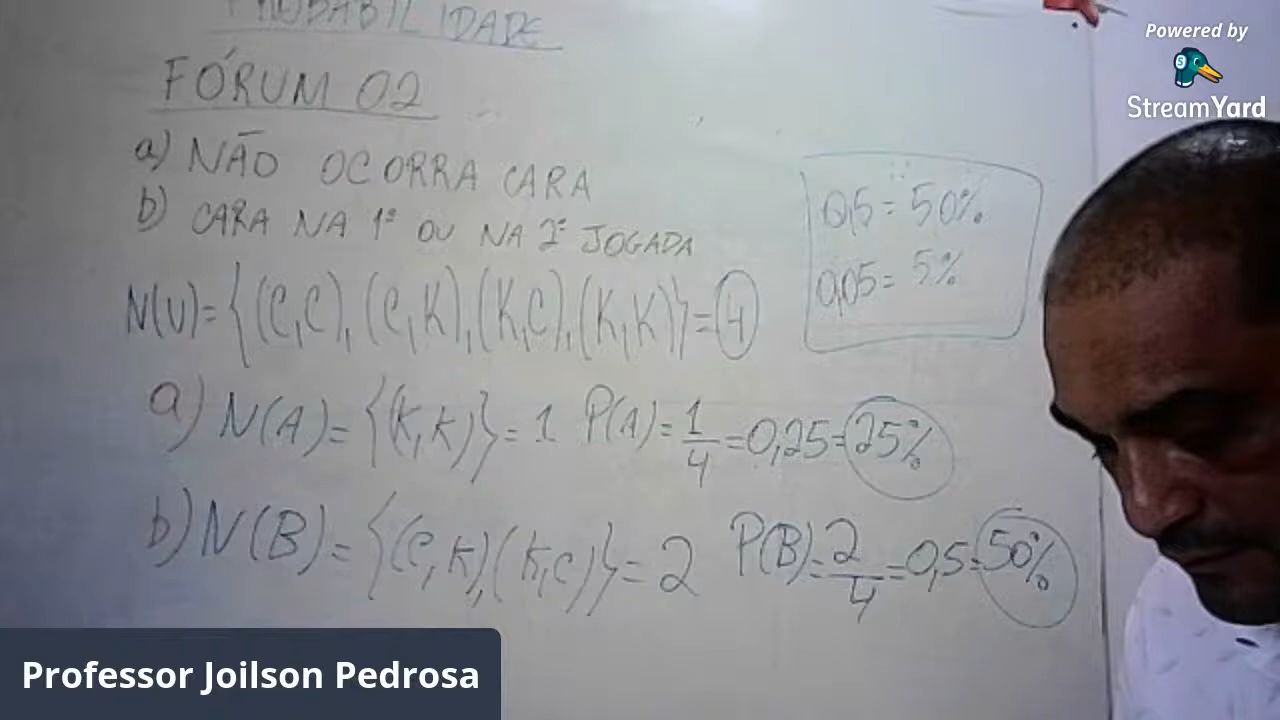 PROBABILIDADE
FÓRUM 02
a) NÃO OCORRA CARA
b) CARA NA 1ª OU NA 2ª JOGADA
N(U)={(C,C),(C,K),(K,C),(K,K)}=4
a) N(A)={(K,K)}=1 P(A)=1/4=0,25=25%
b) N(B)={(C,K),(K,C)}=2 P(B)=2/4=0,5=50%
0,5=50%
0,05=5%
Powered by
StreamYard
Professor Joilson Pedrosa